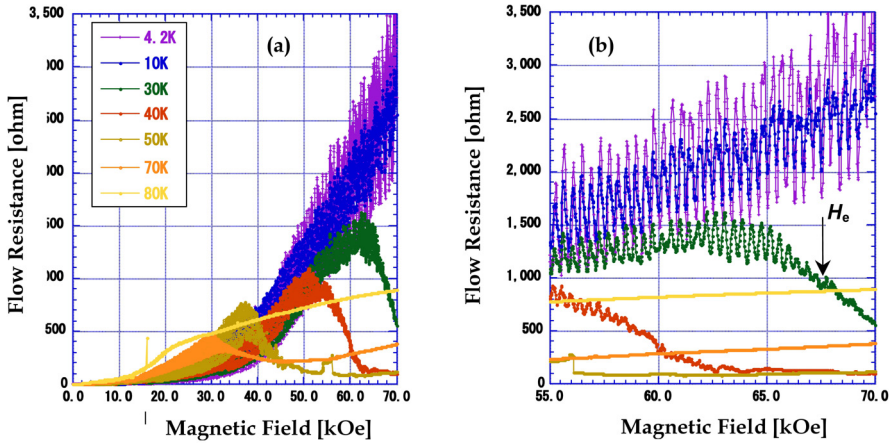 3,500
(a)
4.2K
10K
30K
40K
50K
70K
80K
500
0
0.0 10.0 20.0 30.0 40.0 50.0 60.0 70.0
Flow Resistance [ohm]
Magnetic Field [kOe]
3,500
(b)
3,000
2,500
2,000
1,500
1,000
500
0
55.0 60.0 65.0 70.0
He
Flow Resistance [ohm]
Magnetic Field [kOe]